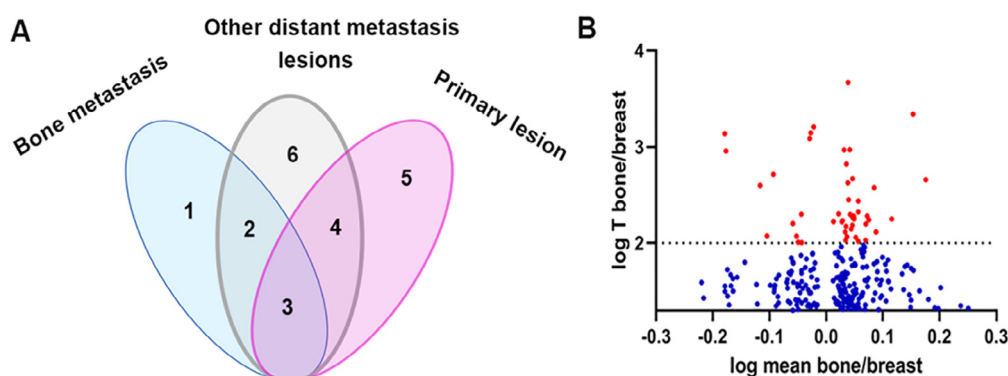 A
Other distant metastasis
lesions
Bone metastasis
Primary lesion
1
2
3
4
5
6
B
log T bone/breast
4
3
2
-0.3 -0.2 -0.1 0.0 0.1 0.2 0.3
log mean bone/breast